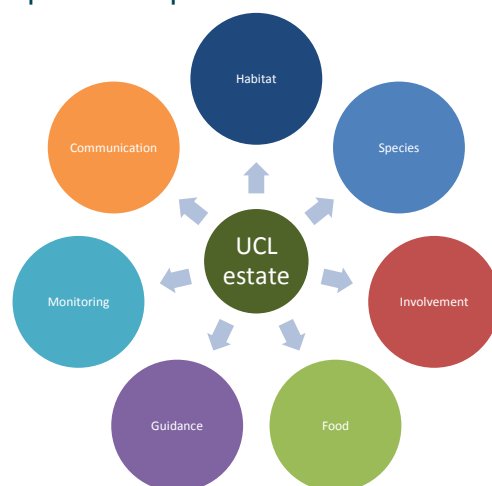 Habitat
Species
Involvement
Food
Guidance
Monitoring
Communication
UCL
estate